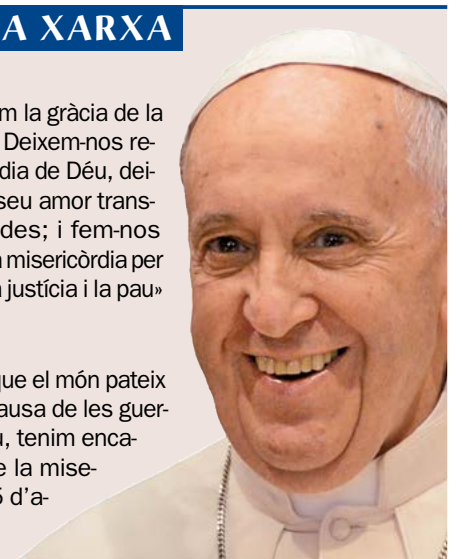 A XARXA
m la gràcia de la
Deixem-nos re-
dia de Déu, dei-
seu amor trans-
des; i fem-nos
misericòrdia per
justícia i la pau»
que el món pateix
ausa de les guer-
u, tenim enca-
e la mise-
d’a-